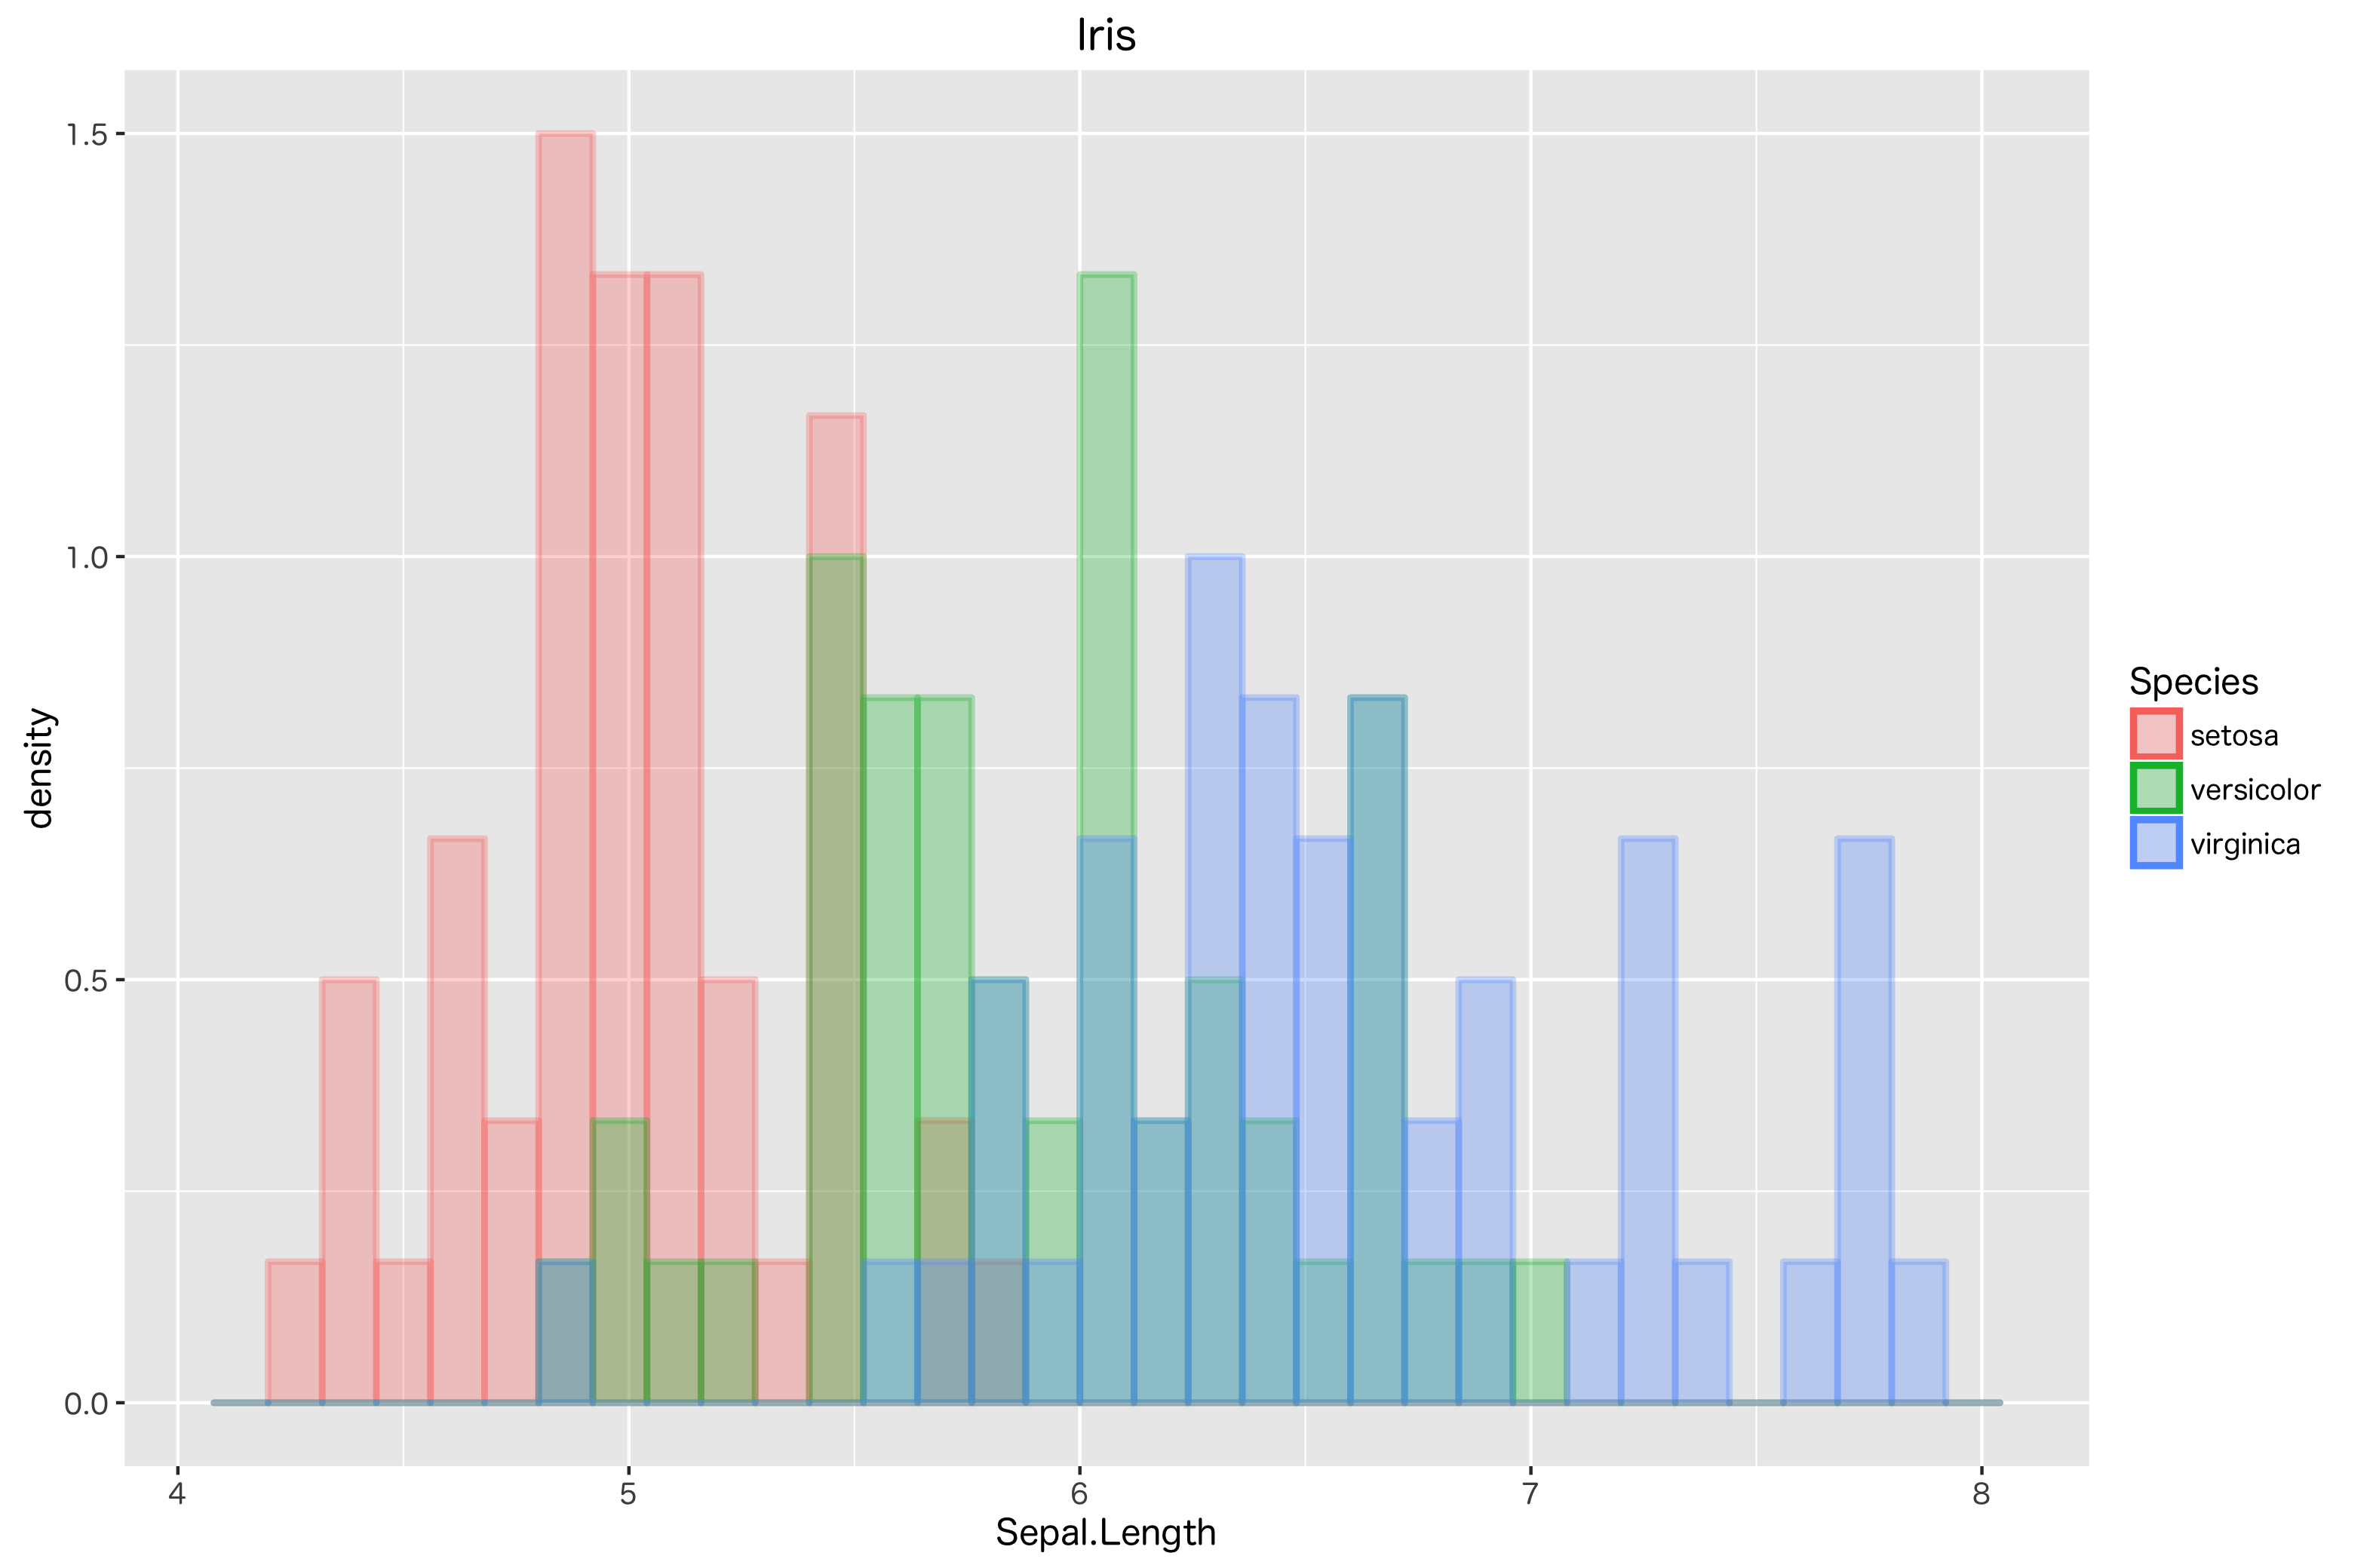 Iris
1.5
1.0
0.5
0.0
density
4 5 6 7 8
Sepal.Length
Species
setosa
versicolor
virginica